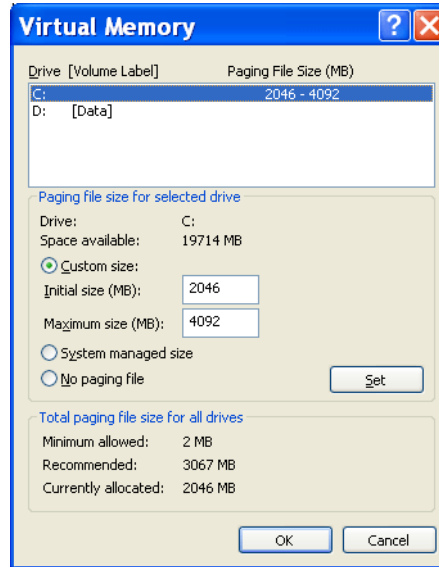 Virtual Memory
Drive [Volume Label] Paging File Size (MB)
C: 2046 - 4092
D: [Data]
Paging file size for selected drive
Drive: C:
Space available: 19714 MB
Custom size:
Initial size (MB): 2046
Maximum size (MB): 4092
System managed size
No paging file Set
Total paging file size for all drives
Minimum allowed: 2 MB
Recommended: 3067 MB
Currently allocated: 2046 MB
OK Cancel